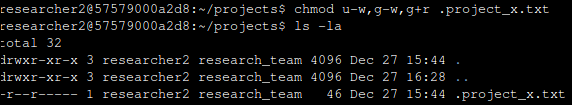 researcher2@57579000a2d8:~/projects$ chmod u-w,g-w,g+r .project_x.txt
researcher2@57579000a2d8:~/projects$ ls -la
total 32
drwxr-xr-x 3 researcher2 research_team 4096 Dec 27 15:44 .
drwxr-xr-x 3 researcher2 research_team 4096 Dec 27 16:28 ..
-r--r----- 1 researcher2 research_team   46 Dec 27 15:44 .project_x.txt